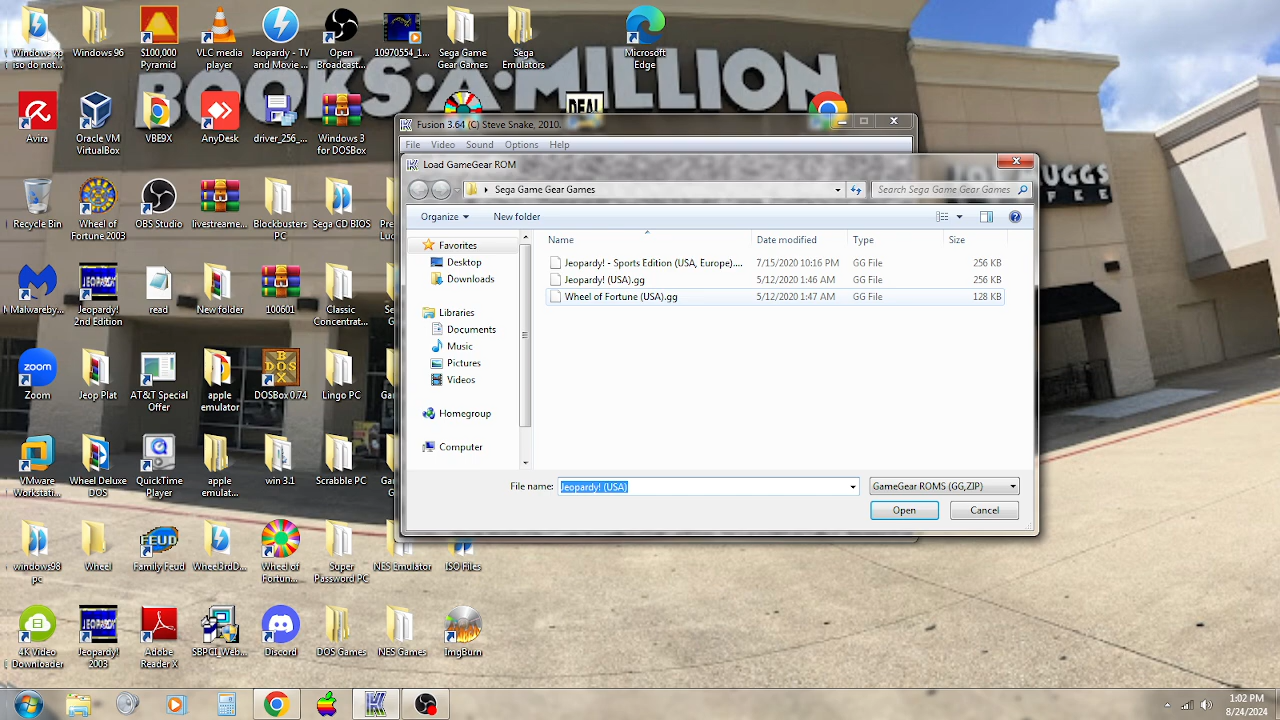 BOOKS·A·MILLION
Windows xp
iso do not...
Windows 96
$100,000
Pyramid
VLC media
player
Jeopardy - TV
and Movie ...
Open
Broadcast...
10970554_1...
Sega Game
Gear Games
Sega
Emulators
Microsoft
Edge
DEAL
Avira
Oracle VM
VirtualBox
VBE9X
AnyDesk
driver_256_...
Windows 3
for DOSBox
Recycle Bin
Wheel of
Fortune 2003
OBS Studio
livestreame...
Blockbusters
PC
Sega CD BIOS
Malwareby...
JEOPARDY!
Jeopardy!
2nd Edition
read
New folder
100601
Classic
Concentrat...
Zoom
zoom
Jeop Plat
AT&T Special
Offer
apple
emulator
DOSBox 0.74
Lingo PC
VMware
Workstati...
Wheel Deluxe
DOS
QuickTime
Player
apple
emulat...
win 3.1
Scrabble PC
windows98
pc
Wheel
FEUD
Family Feud
Wheel3rdD...
Wheel of
Fortun...
Super
Password PC
NES Emulator
ISO Files
4K Video
Downloader
JEOPARDY!
Jeopardy!
2003
Adobe
Reader X
SBPCI_Web...
Discord
DOS Games
NES Games
ImgBurn
Fusion 3.64 (C) Steve Snake, 2010.
File Video Sound Options Help
Load GameGear ROM
Sega Game Gear Games
Search Sega Game Gear Games
Organize
New folder
Name Date modified Type Size
Jeopardy! - Sports Edition (USA, Europe).... 7/15/2020 10:16 PM GG File 256 KB
Jeopardy! (USA).gg 5/12/2020 1:46 AM GG File 256 KB
Wheel of Fortune (USA).gg 5/12/2020 1:47 AM GG File 128 KB
Favorites
Desktop
Downloads
Libraries
Documents
Music
Pictures
Videos
Homegroup
Computer
File name: Jeopardy! (USA)
GameGear ROMS (GG,ZIP)
Open
Cancel
1:02 PM
8/24/2024